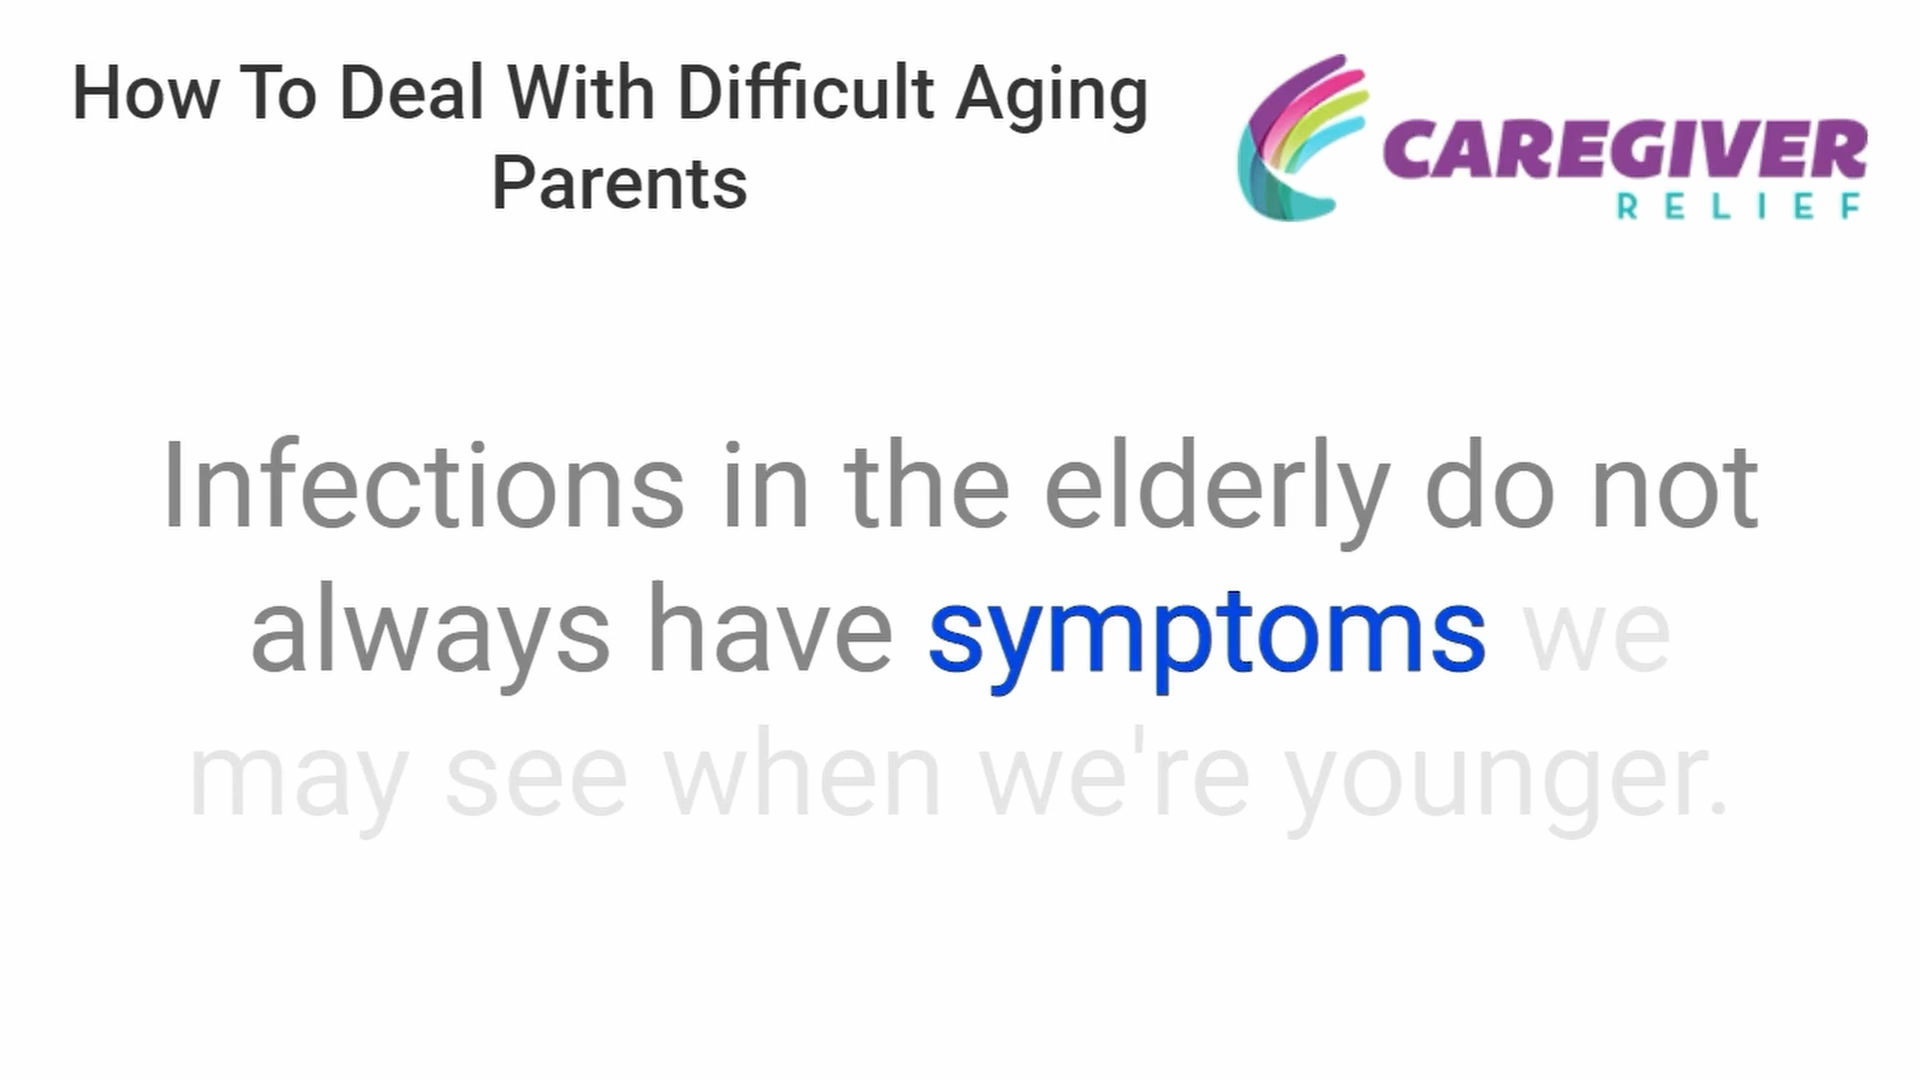 How To Deal With Difficult Aging
Parents
CAREGIVER
RELIEF
Infections in the elderly do not
always have symptoms we
may see when we're younger.